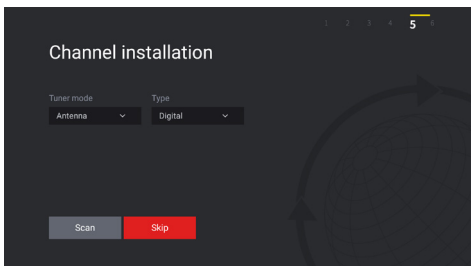 1 2 3 4 5 6
Channel installation
Tuner mode Type
Antenna Digital
Scan Skip